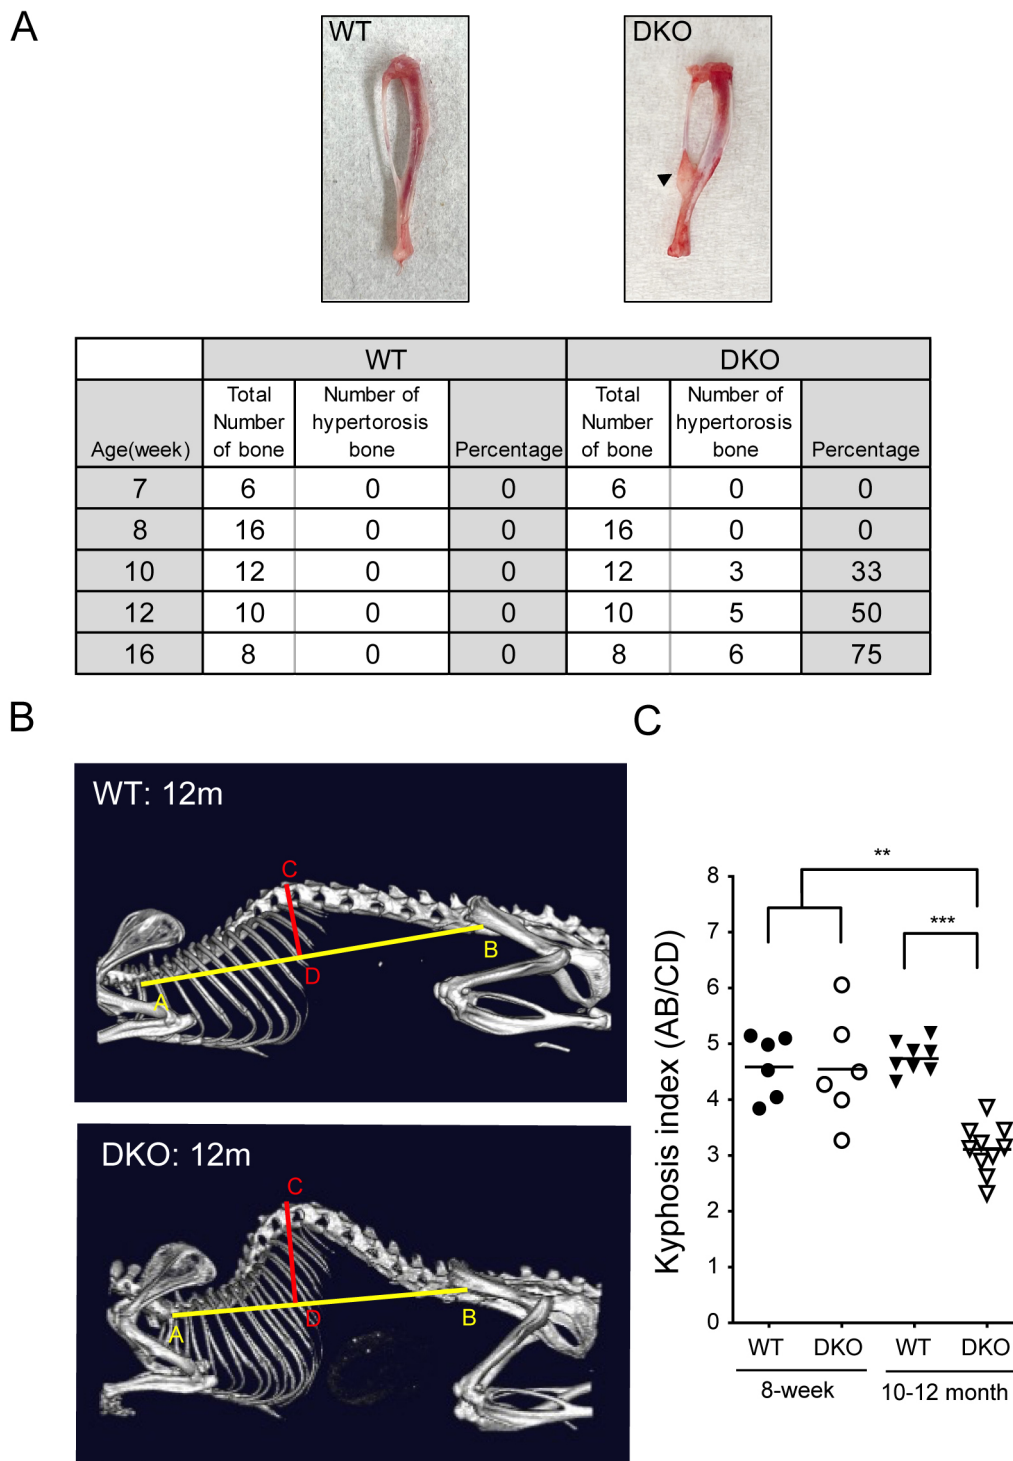 A
WT
DKO
WT DKO
Age(week) Total Number of bone Number of hypertorosis bone Percentage Total Number of bone Number of hypertorosis bone Percentage
7 6 0 0 6 0 0
8 16 0 0 16 0 0
10 12 0 0 12 3 33
12 10 0 0 10 5 50
16 8 0 0 8 6 75
B
WT: 12m
C
B
D
A
DKO: 12m
C
D
B
A
C
**
***
Kyphosis index (AB/CD)
8
7
6
5
4
3
2
1
0
WT DKO WT DKO
8-week 10-12 month